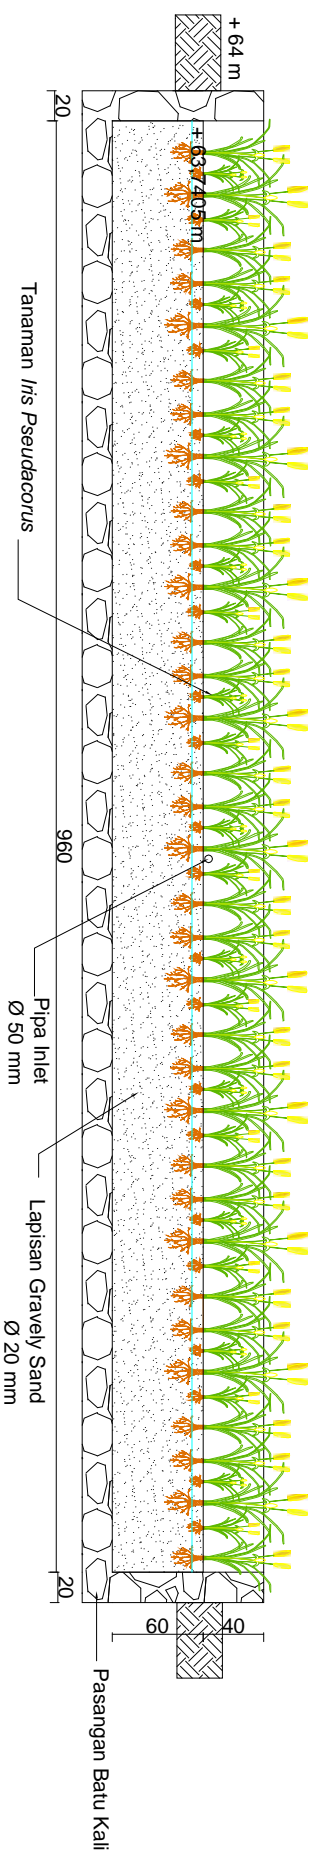 + 64 m
+ 63,7405 m
20
960
20
60
40
Tanaman Iris Pseudacorus
Pipa Inlet
Ø 50 mm
Lapisan Gravely Sand
Ø 20 mm
Pasangan Batu Kali